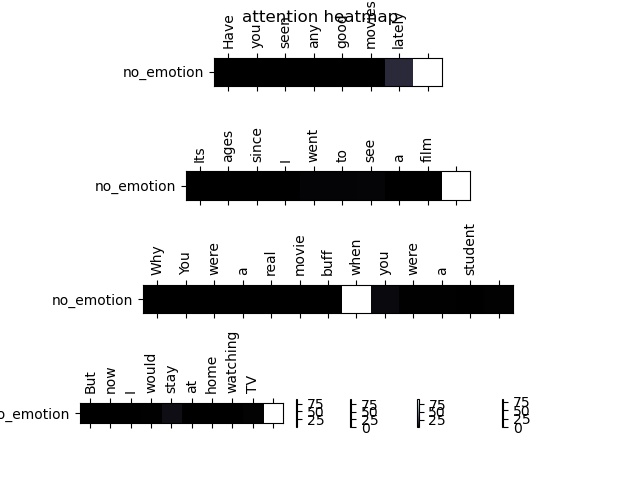 attention heatmap
Have you seen any good movies lately
no_emotion
Its ages since I went to see a film
no_emotion
Why You were a real movie buff when you were a student
no_emotion
But now I would stay at home watching TV
o_emotion
75 75 75 75
50 50 50 50
25 25 25 25
0 0